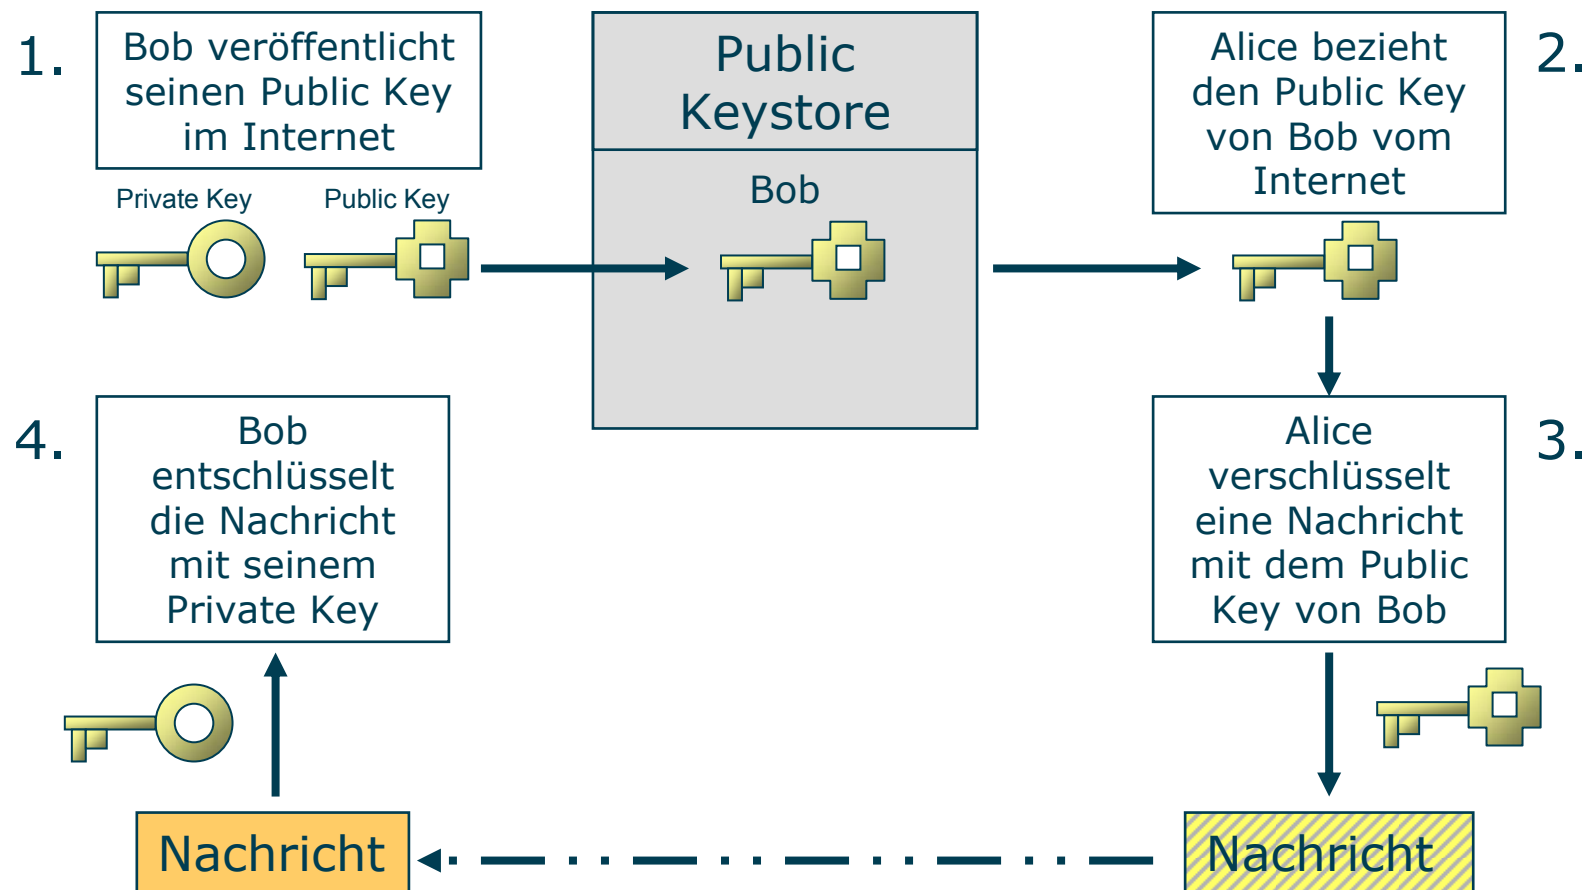 1.
Bob veröffentlicht
seinen Public Key
im Internet
Private Key
Public Key
Public
Keystore
Bob
2.
Alice bezieht
den Public Key
von Bob vom
Internet
3.
Alice
verschlüsselt
eine Nachricht
mit dem Public
Key von Bob
Nachricht
4.
Bob
entschlüsselt
die Nachricht
mit seinem
Private Key
Nachricht